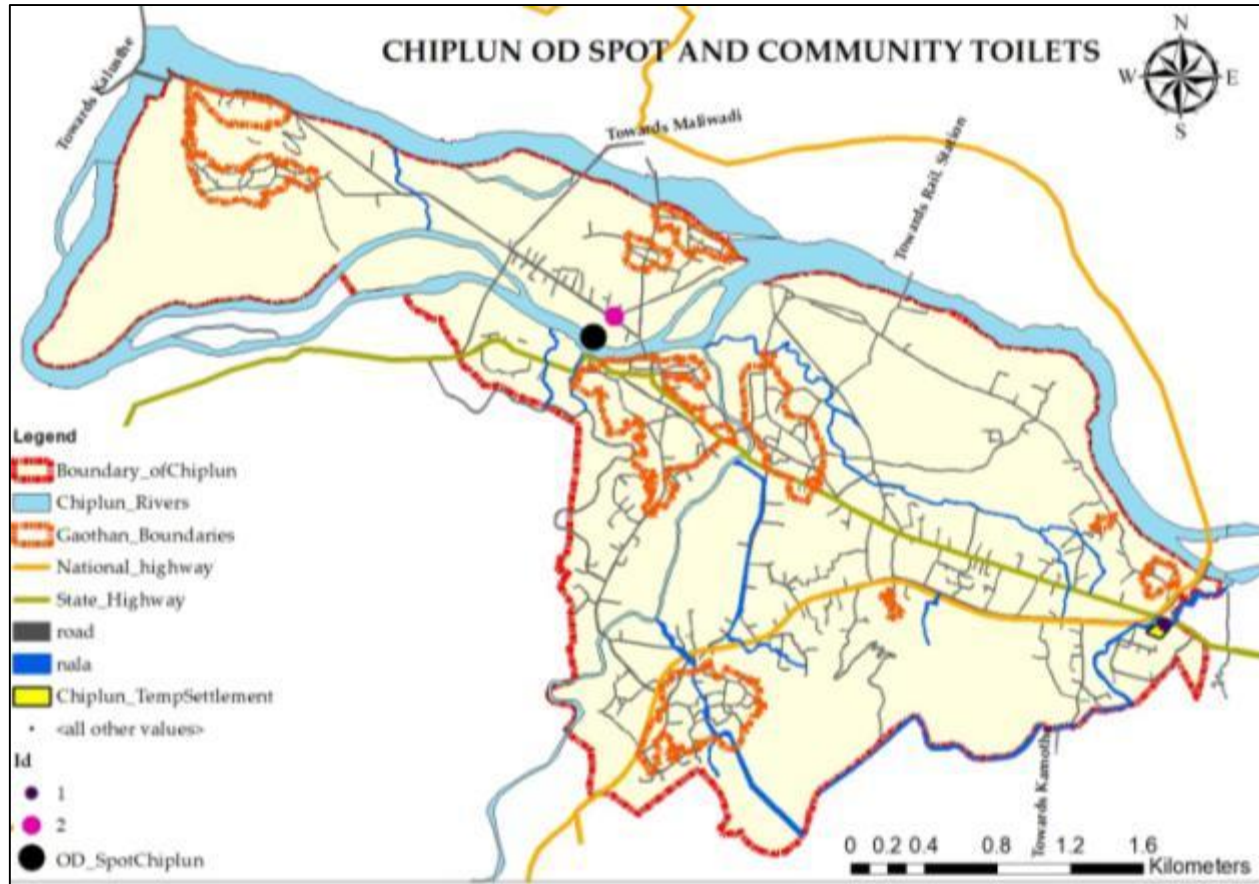 CHIPLUN OD SPOT AND COMMUNITY TOILETS
N
W
E
S
Towards Kalusthe
Towards Maliwadi
Towards Rail Station
Towards Kamothe
Legend
Boundary_ofChiplun
Chiplun_Rivers
Gaothan_Boundaries
National_highway
State_Highway
road
nala
Chiplun_TempSettlement
<all other values>
Id
1
2
OD_SpotChiplun
0 0.2 0.4 0.8 1.2 1.6
Kilometers